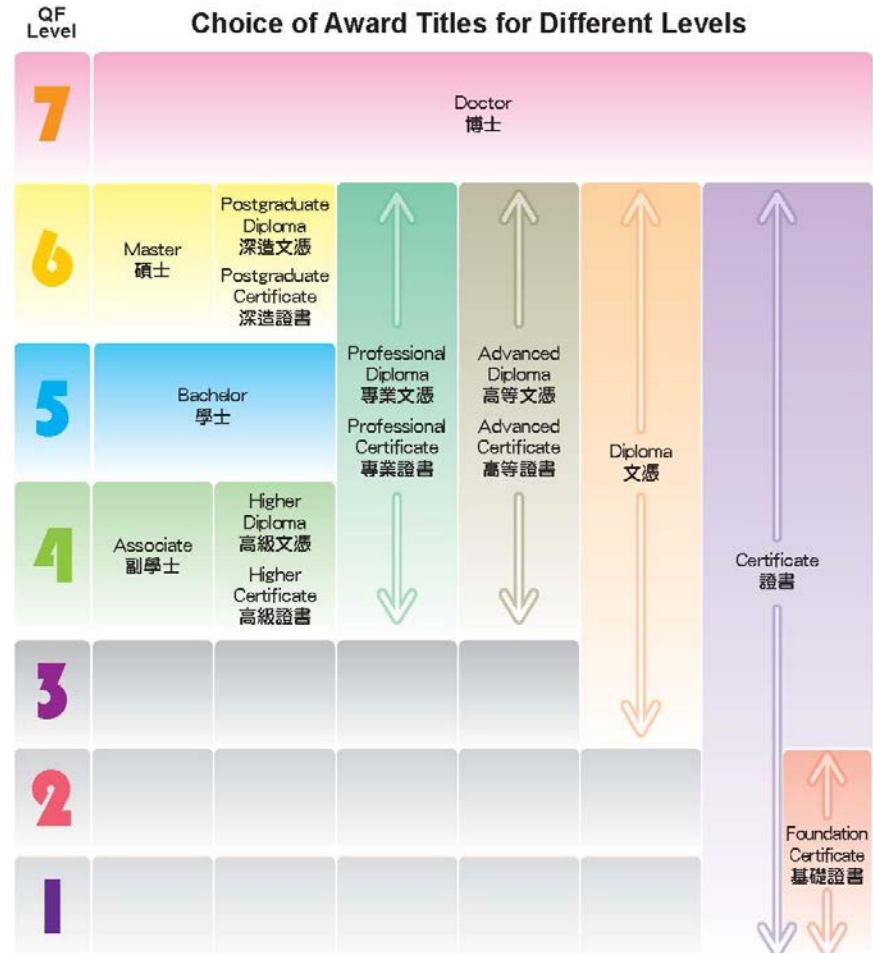 QF
Level
Choice of Award Titles for Different Levels
7
Doctor
博士
6
Master
碩士
Postgraduate
Diploma
深造文憑
Postgraduate
Certificate
深造證書
5
Bachelor
學士
4
Associate
副學士
Higher
Diploma
高級文憑
Higher
Certificate
高級證書
Professional
Diploma
專業文憑
Professional
Certificate
專業證書
Advanced
Diploma
高等文憑
Advanced
Certificate
高等證書
Diploma
文憑
Certificate
證書
3
2
Foundation
Certificate
基礎證書
1